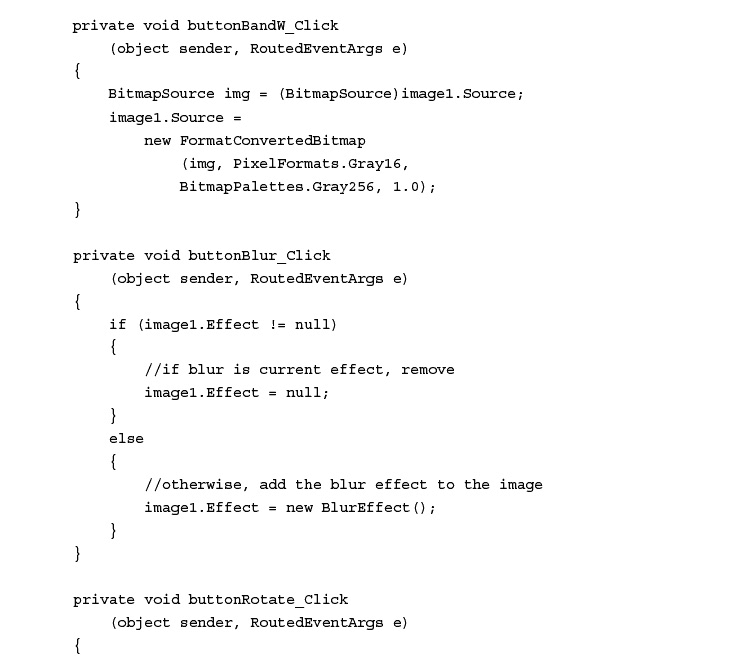 private void buttonBandW_Click
(object sender, RoutedEventArgs e)
{
BitmapSource img = (BitmapSource)image1.Source;
image1.Source =
new FormatConvertedBitmap
(img, PixelFormats.Gray16,
BitmapPalettes.Gray256, 1.0);
}
private void buttonBlur_Click
(object sender, RoutedEventArgs e)
{
if (image1.Effect != null)
{
//if blur is current effect, remove
image1.Effect = null;
}
else
{
//otherwise, add the blur effect to the image
image1.Effect = new BlurEffect();
}
}
private void buttonRotate_Click
(object sender, RoutedEventArgs e)
{